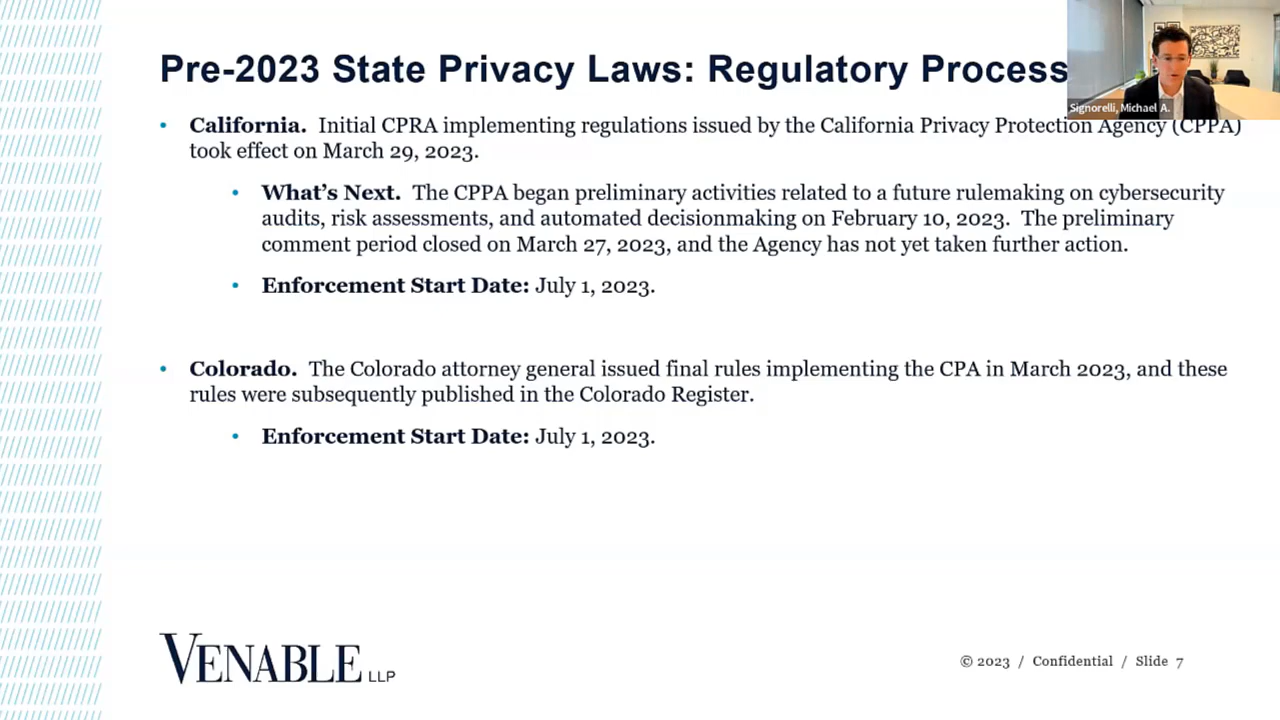 Pre-2023 State Privacy Laws: Regulatory Process
Signorelli, Michael A.
• California. Initial CPRA implementing regulations issued by the California Privacy Protection Agency (CPPA)
took effect on March 29, 2023.
• What’s Next. The CPPA began preliminary activities related to a future rulemaking on cybersecurity
audits, risk assessments, and automated decisionmaking on February 10, 2023. The preliminary
comment period closed on March 27, 2023, and the Agency has not yet taken further action.
• Enforcement Start Date: July 1, 2023.
• Colorado. The Colorado attorney general issued final rules implementing the CPA in March 2023, and these
rules were subsequently published in the Colorado Register.
• Enforcement Start Date: July 1, 2023.
VENABLE LLP
© 2023 / Confidential / Slide 7